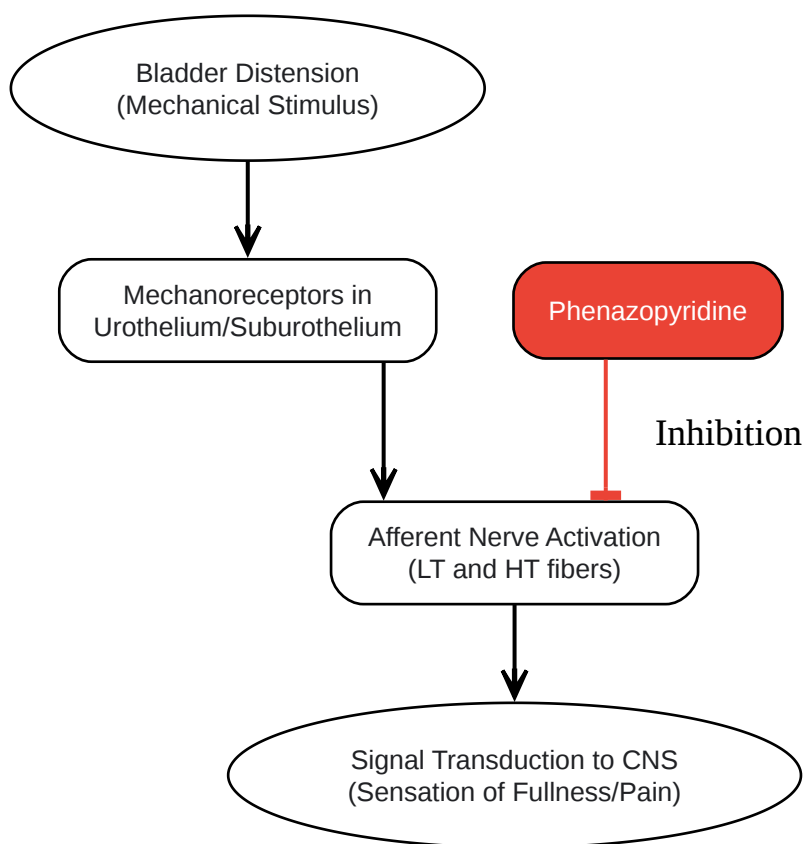 Bladder Distension
(Mechanical Stimulus)
Mechanoreceptors in
Urothelium/Suburothelium
Phenazopyridine
Inhibition
Afferent Nerve Activation
(LT and HT fibers)
Signal Transduction to CNS
(Sensation of Fullness/Pain)